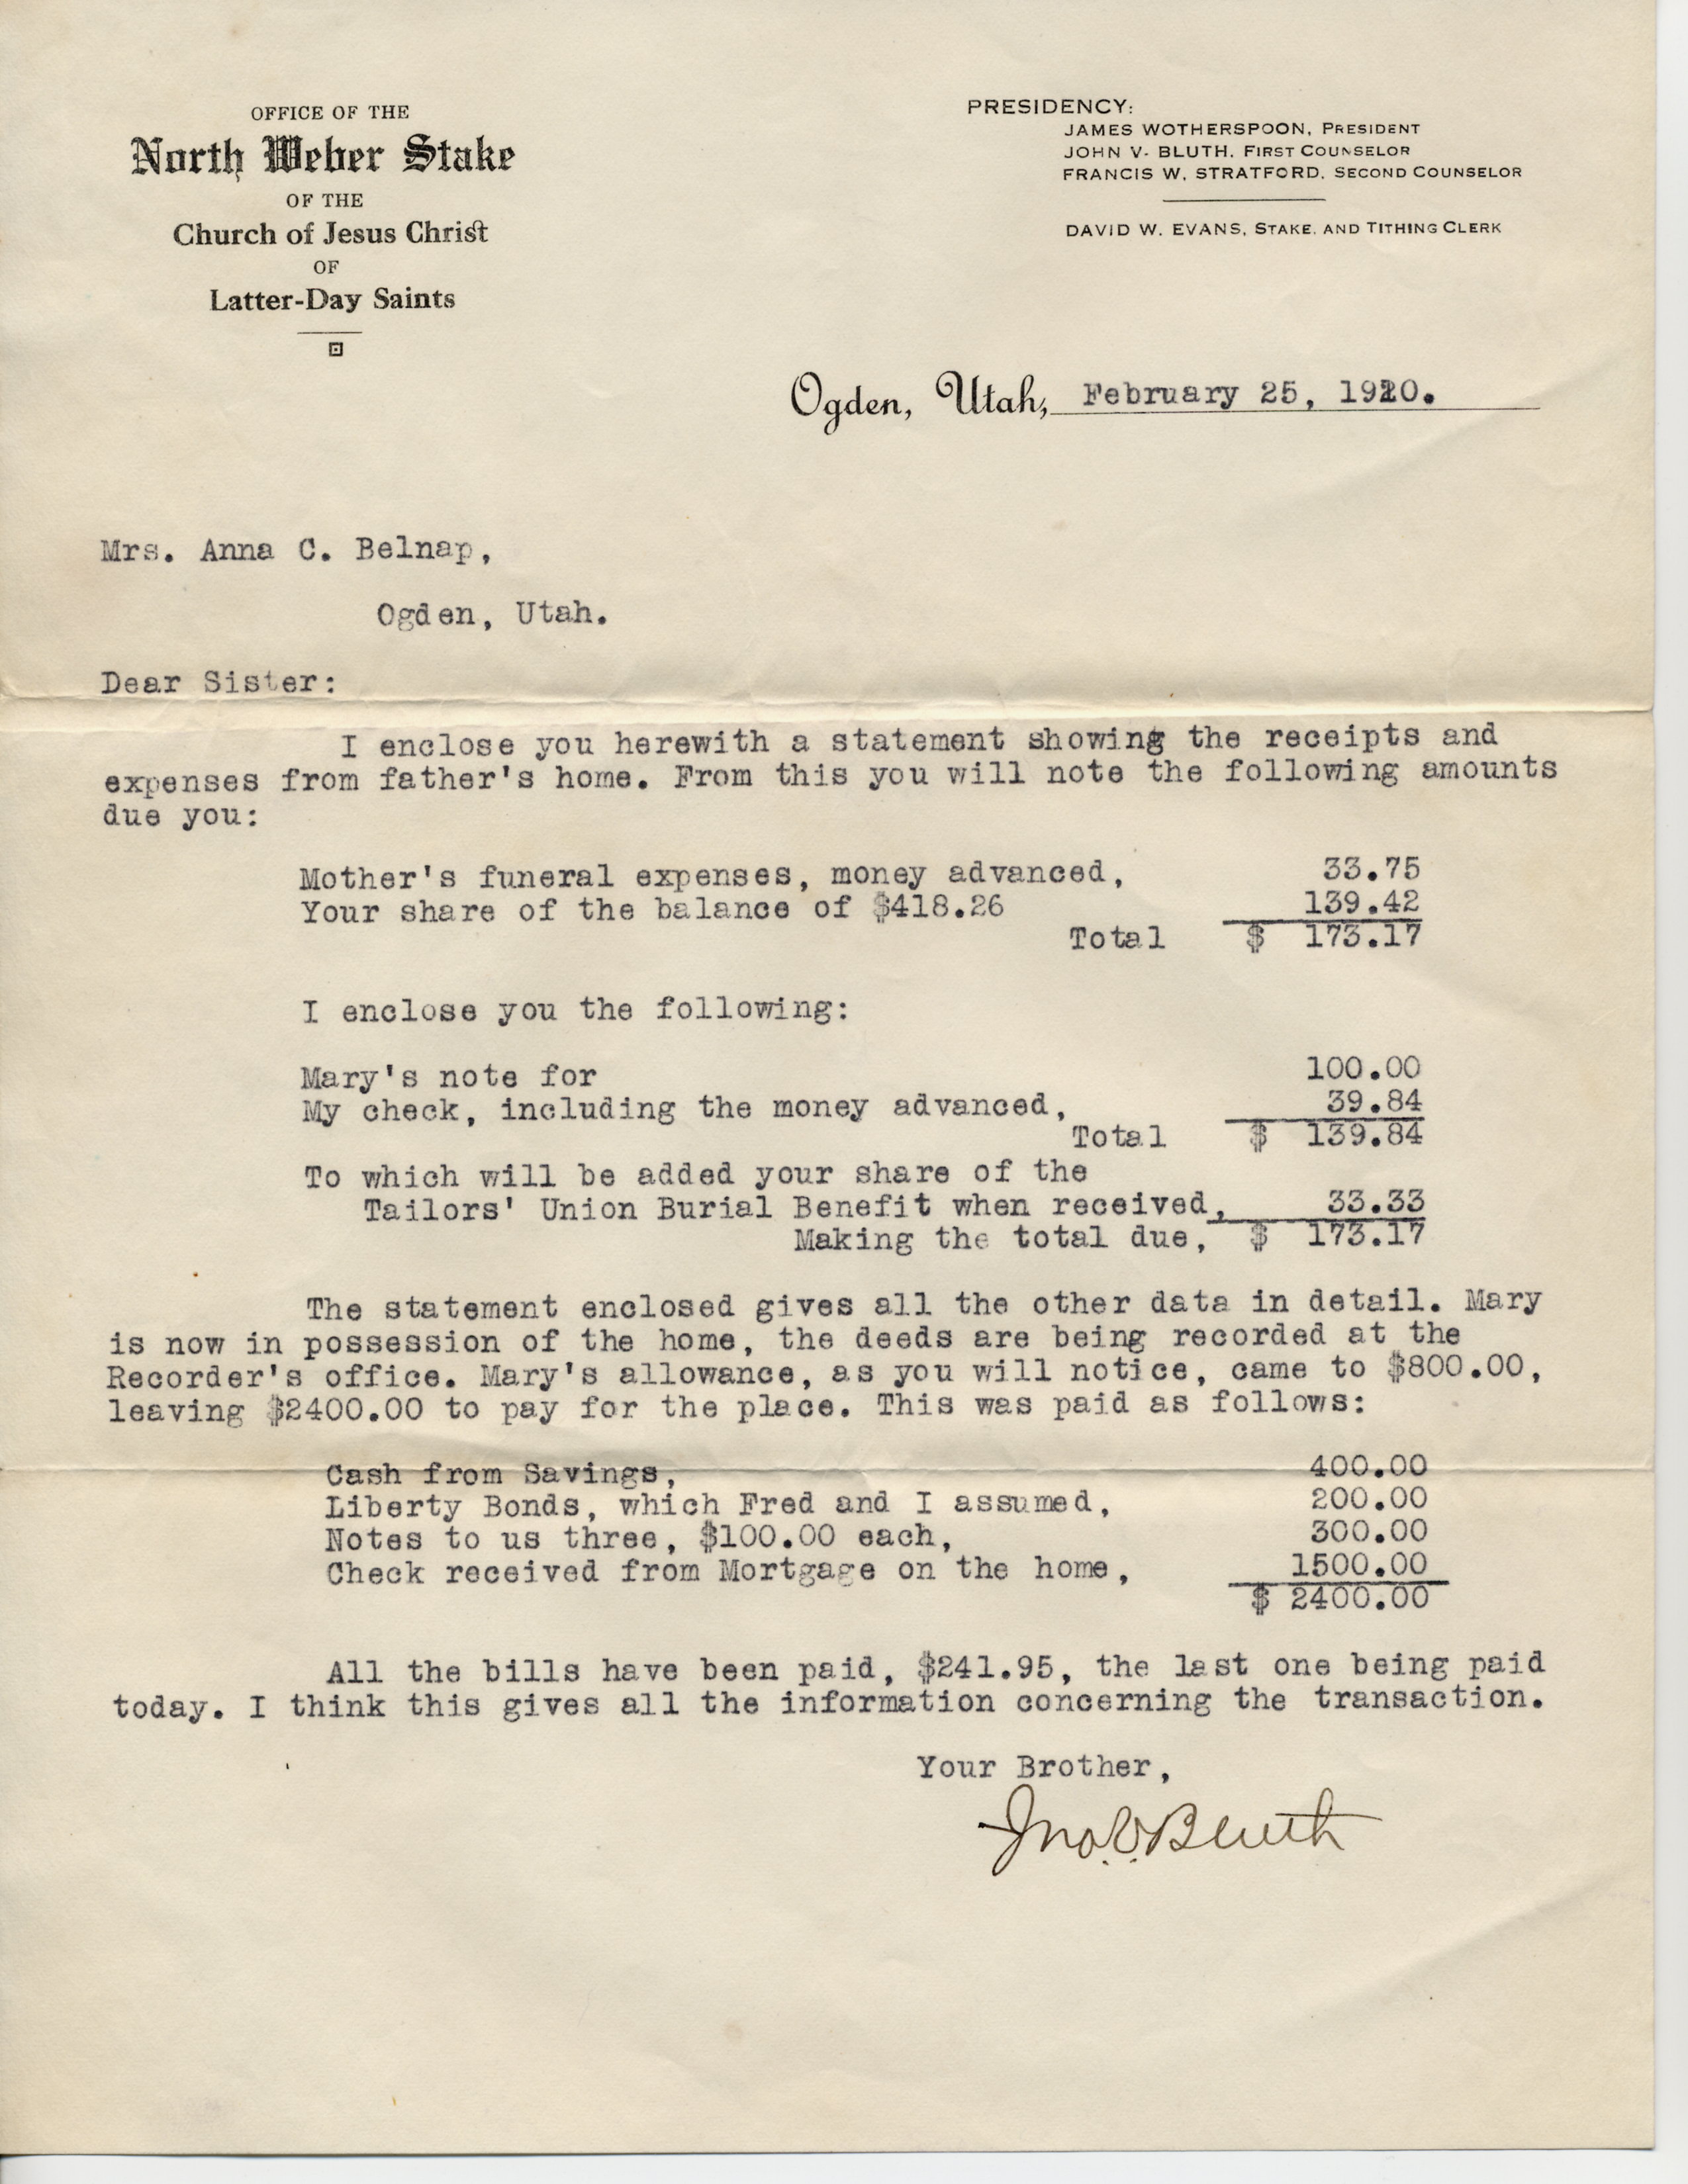 OFFICE OF THE
North Weber Stake
OF THE
Church of Jesus Christ
OF
Latter-Day Saints
PRESIDENCY:
JAMES WOTHERSPOON, PRESIDENT
JOHN V. BLUTH, FIRST COUNSELOR
FRANCIS W. STRATFORD, SECOND COUNSELOR
DAVID W. EVANS, STAKE, AND TITHING CLERK
Ogden, Utah, February 25, 1920.
Mrs. Anna C. Belnap,
Ogden, Utah.
Dear Sister:
I enclose you herewith a statement showing the receipts and
expenses from father's home. From this you will note the following amounts
due you:
Mother's funeral expenses, money advanced, 33.75
Your share of the balance of $418.26 139.42
Total $ 173.17
I enclose you the following:
Mary's note for 100.00
My check, including the money advanced, 39.84
Total $ 139.84
To which will be added your share of the
Tailors' Union Burial Benefit when received, 33.33
Making the total due, $ 173.17
The statement enclosed gives all the other data in detail. Mary
is now in possession of the home, the deeds are being recorded at the
Recorder's office. Mary's allowance, as you will notice, came to $800.00,
leaving $2400.00 to pay for the place. This was paid as follows:
Cash from Savings, 400.00
Liberty Bonds, which Fred and I assumed, 200.00
Notes to us three, $100.00 each, 300.00
Check received from Mortgage on the home, 1500.00
$ 2400.00
All the bills have been paid, $241.95, the last one being paid
today. I think this gives all the information concerning the transaction.
Your Brother,
Jno. V. Bluth